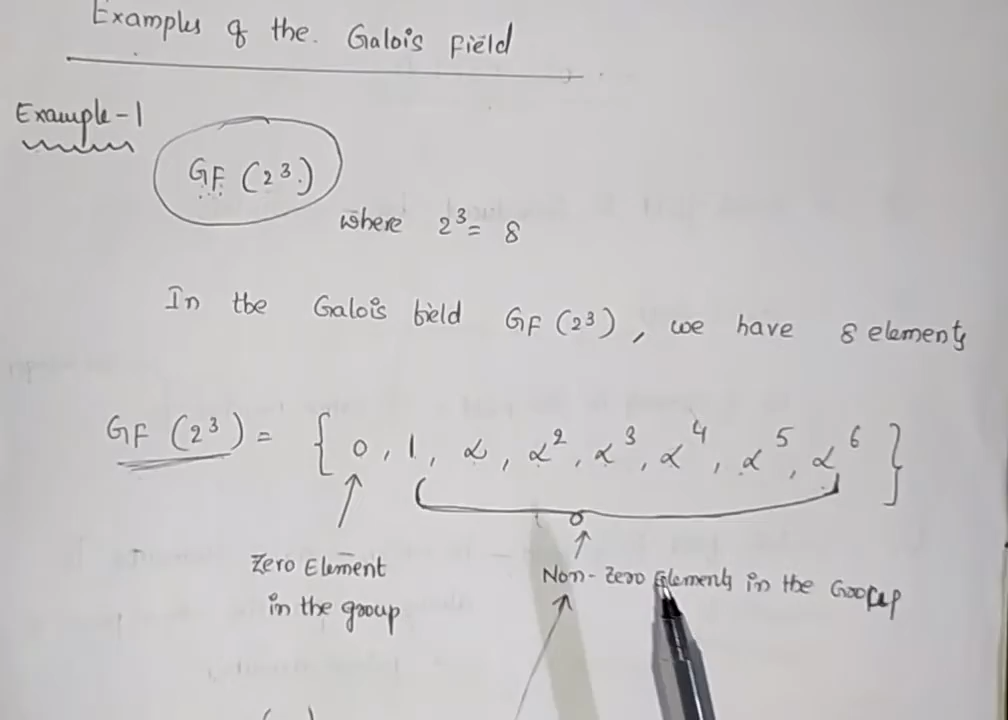 Examples of the. Galois Field
Example-1
GF (2³.)
where 2³= 8
In the Galois field GF (2³), we have 8 elements
GF (2³) = { 0, 1, α, α², α³, α⁴, α⁵, α⁶ }
Zero Element
in the group
Non-Zero Elements in the Group